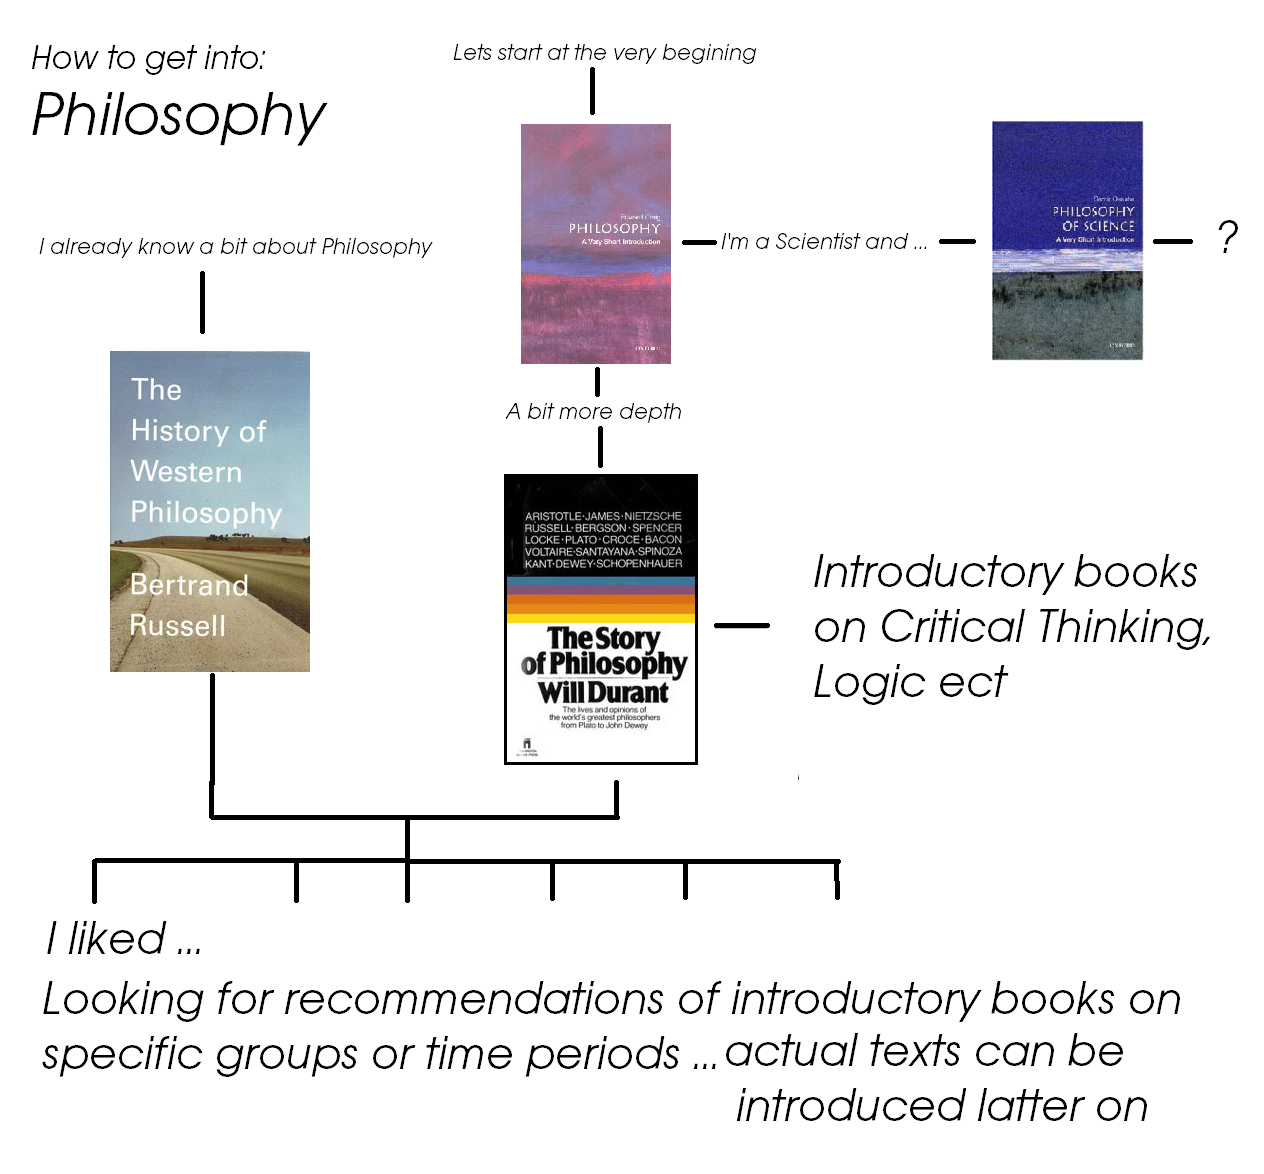 How to get into:
Philosophy
Lets start at the very begining
Edward Craig
PHILOSOPHY
A Very Short Introduction
OXFORD
I'm a Scientist and ...
PHILOSOPHY
OF SCIENCE
A Very Short Introduction
OXFORD
?
I already know a bit about Philosophy
The
History of
Western
Philosophy
Bertrand
Russell
A bit more depth
ARISTOTLE·JAMES·NIETZSCHE
RUSSELL·BERGSON·SPENCER
LOCKE·PLATO·CROCE·BACON
VOLTAIRE·SANTAYANA·SPINOZA
KANT·DEWEY·SCHOPENHAUER
The Story
of Philosophy
Will Durant
The lives and opinions of
the world's greatest philosophers
from Plato to John Dewey
Introductory books
on Critical Thinking,
Logic ect
I liked ...
Looking for recommendations of introductory books on
specific groups or time periods ... actual texts can be
introduced latter on